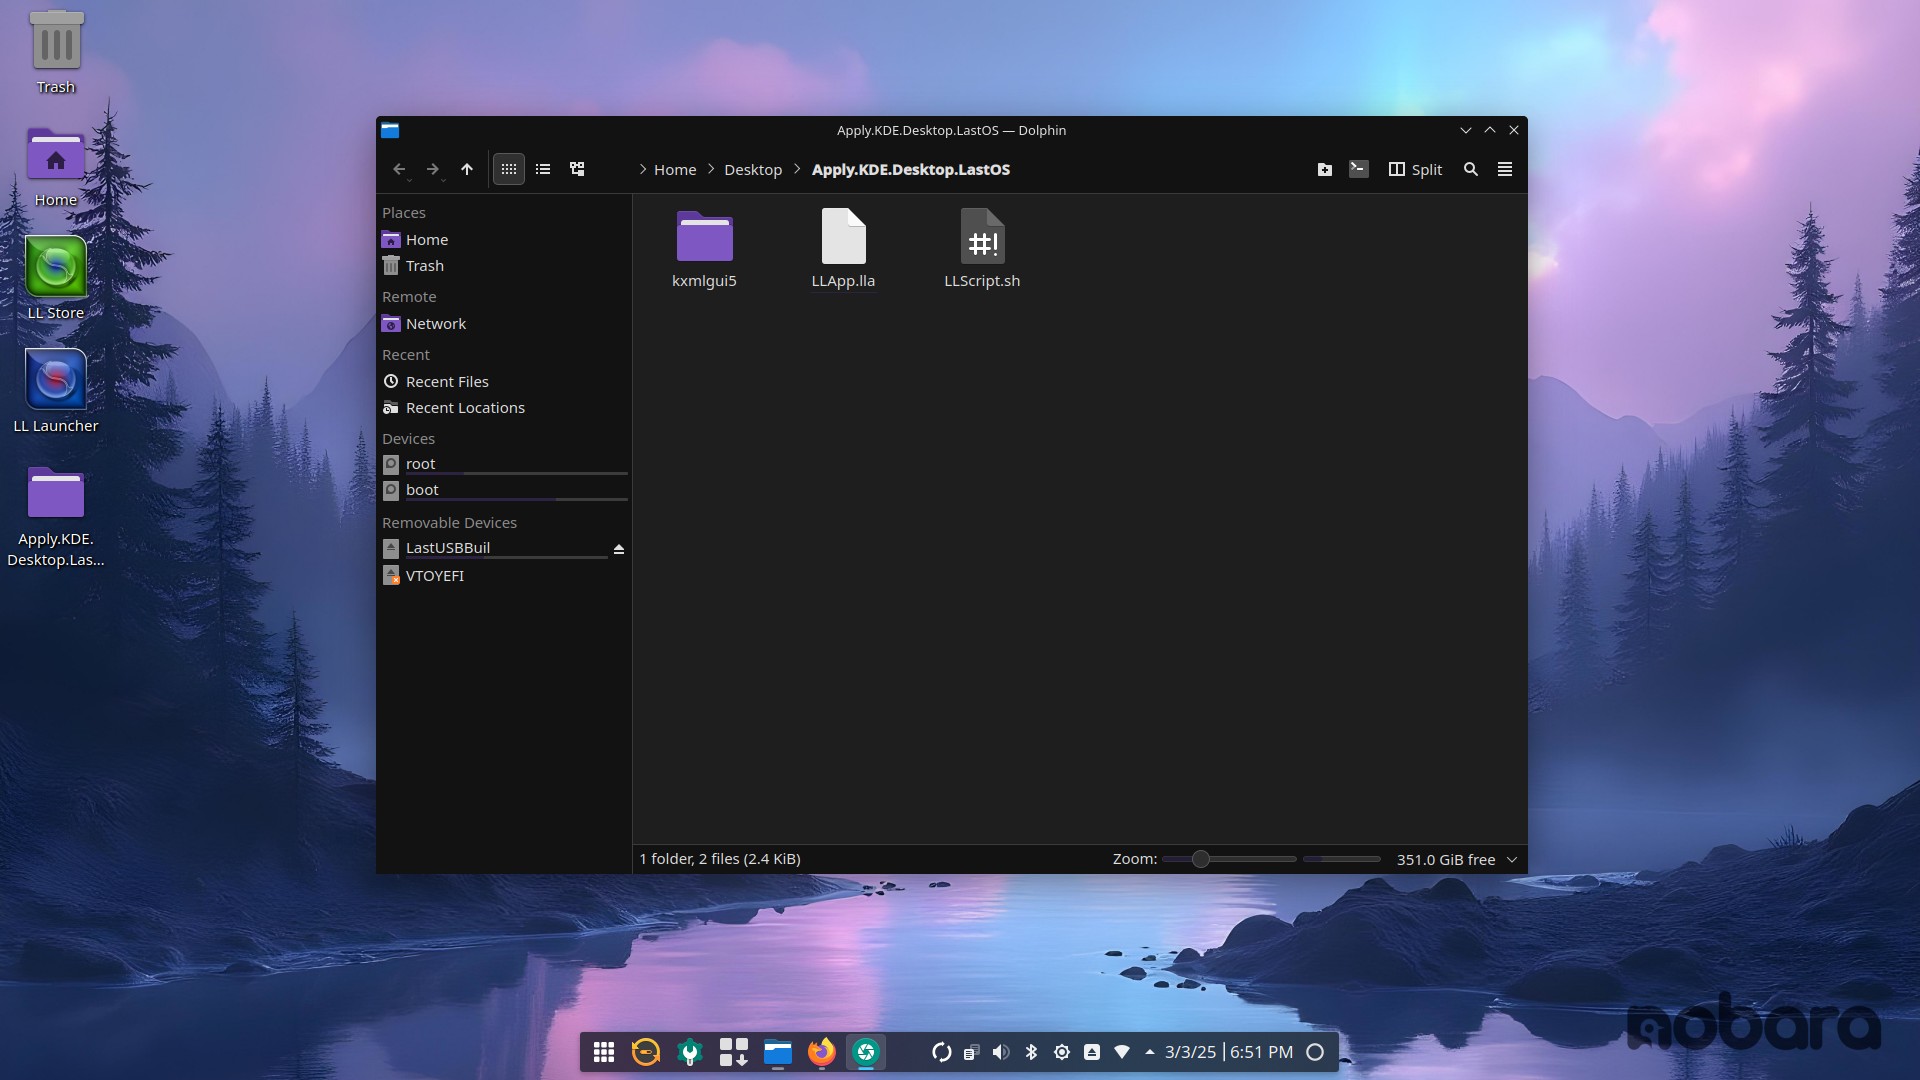 Trash
Home
LL Store
LL Launcher
Apply.KDE.
Desktop.Las...
Apply.KDE.Desktop.LastOS — Dolphin
Home
Desktop
Apply.KDE.Desktop.LastOS
Split
Places
Home
Trash
Remote
Network
Recent
Recent Files
Recent Locations
Devices
root
boot
Removable Devices
LastUSBBuil
VTOYEFI
kxmlgui5
LLApp.lla
#!
LLScript.sh
1 folder, 2 files (2.4 KiB)
Zoom:
351.0 GiB free
nobara
3/3/25 | 6:51 PM